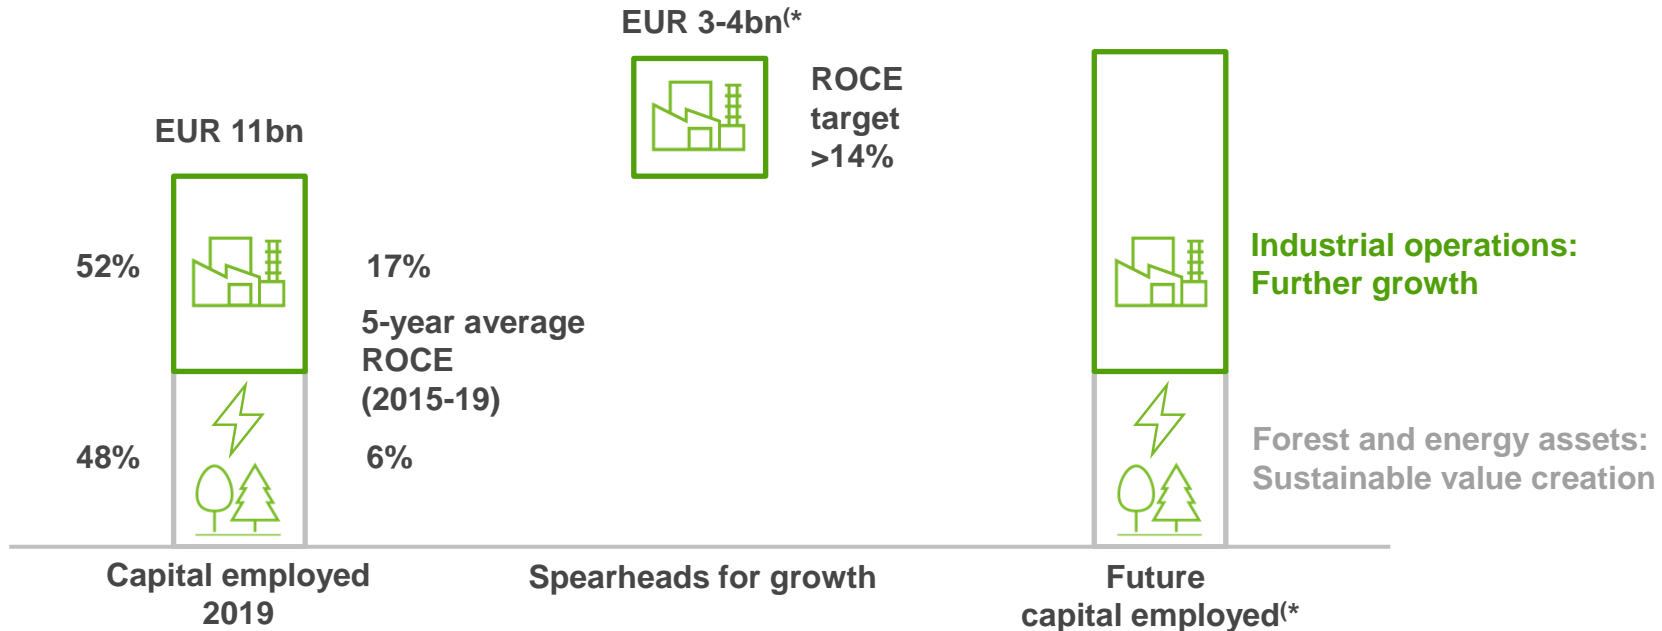 EUR 3-4bn(*
ROCE
target
>14%
EUR 11bn
52%
17%
5-year average
ROCE
(2015-19)
48%
6%
Industrial operations:
Further growth
Forest and energy assets:
Sustainable value creation
Capital employed
2019
Spearheads for growth
Future
capital employed(*